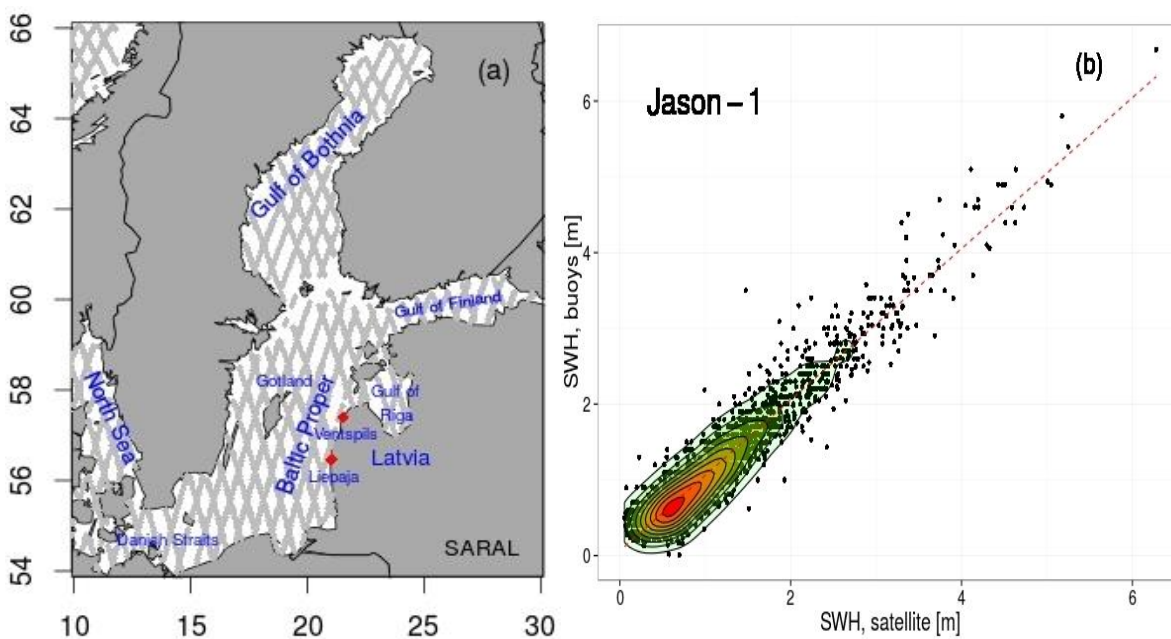 66
64
62
60
58
56
54
10
15
20
25
30
(a)
Gulf of Bothnia
Gulf of Finland
North Sea
Gotland
Baltic Proper
Gulf of
Riga
Ventspils
Latvia
Liepaja
Danish Straits
SARAL
(b)
Jason – 1
SWH, buoys [m]
6
4
2
0
0
2
4
6
SWH, satellite [m]